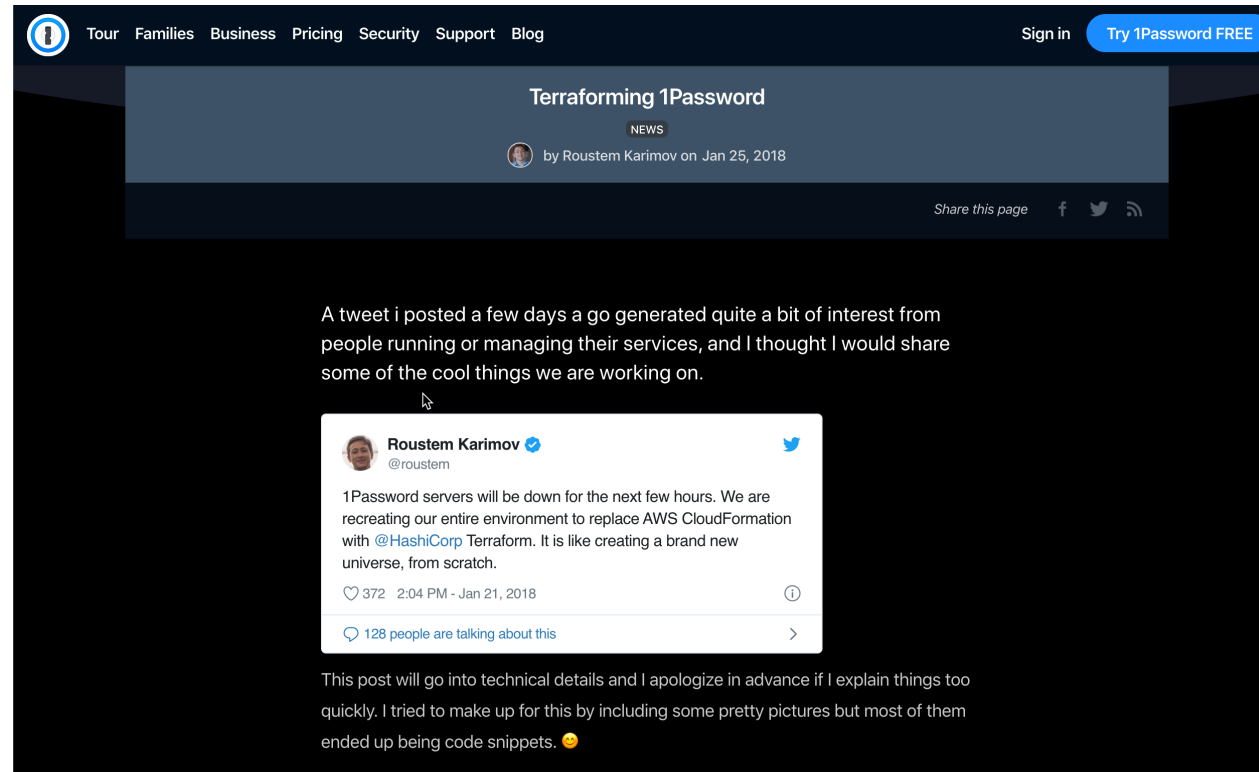 Tour Families Business Pricing Security Support Blog Sign in Try 1Password FREE
Terraforming 1Password
NEWS
by Roustem Karimov on Jan 25, 2018
Share this page
A tweet i posted a few days a go generated quite a bit of interest from
people running or managing their services, and I thought I would share
some of the cool things we are working on.
Roustem Karimov
@roustem
1Password servers will be down for the next few hours. We are
recreating our entire environment to replace AWS CloudFormation
with @HashiCorp Terraform. It is like creating a brand new
universe, from scratch.
372 2:04 PM - Jan 21, 2018
128 people are talking about this
This post will go into technical details and I apologize in advance if I explain things too
quickly. I tried to make up for this by including some pretty pictures but most of them
ended up being code snippets. 😊